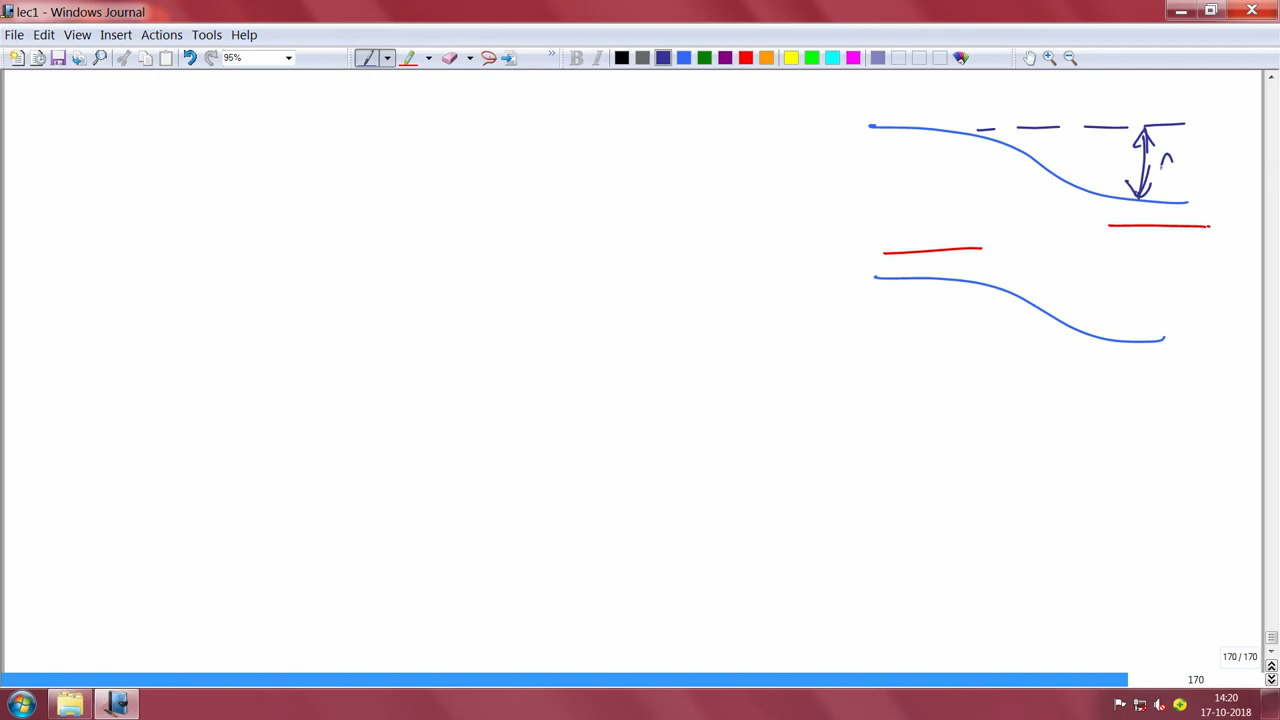 lec1 - Windows Journal
File Edit View Insert Actions Tools Help
95%
B I
170 / 170
170
14:20
17-10-2018